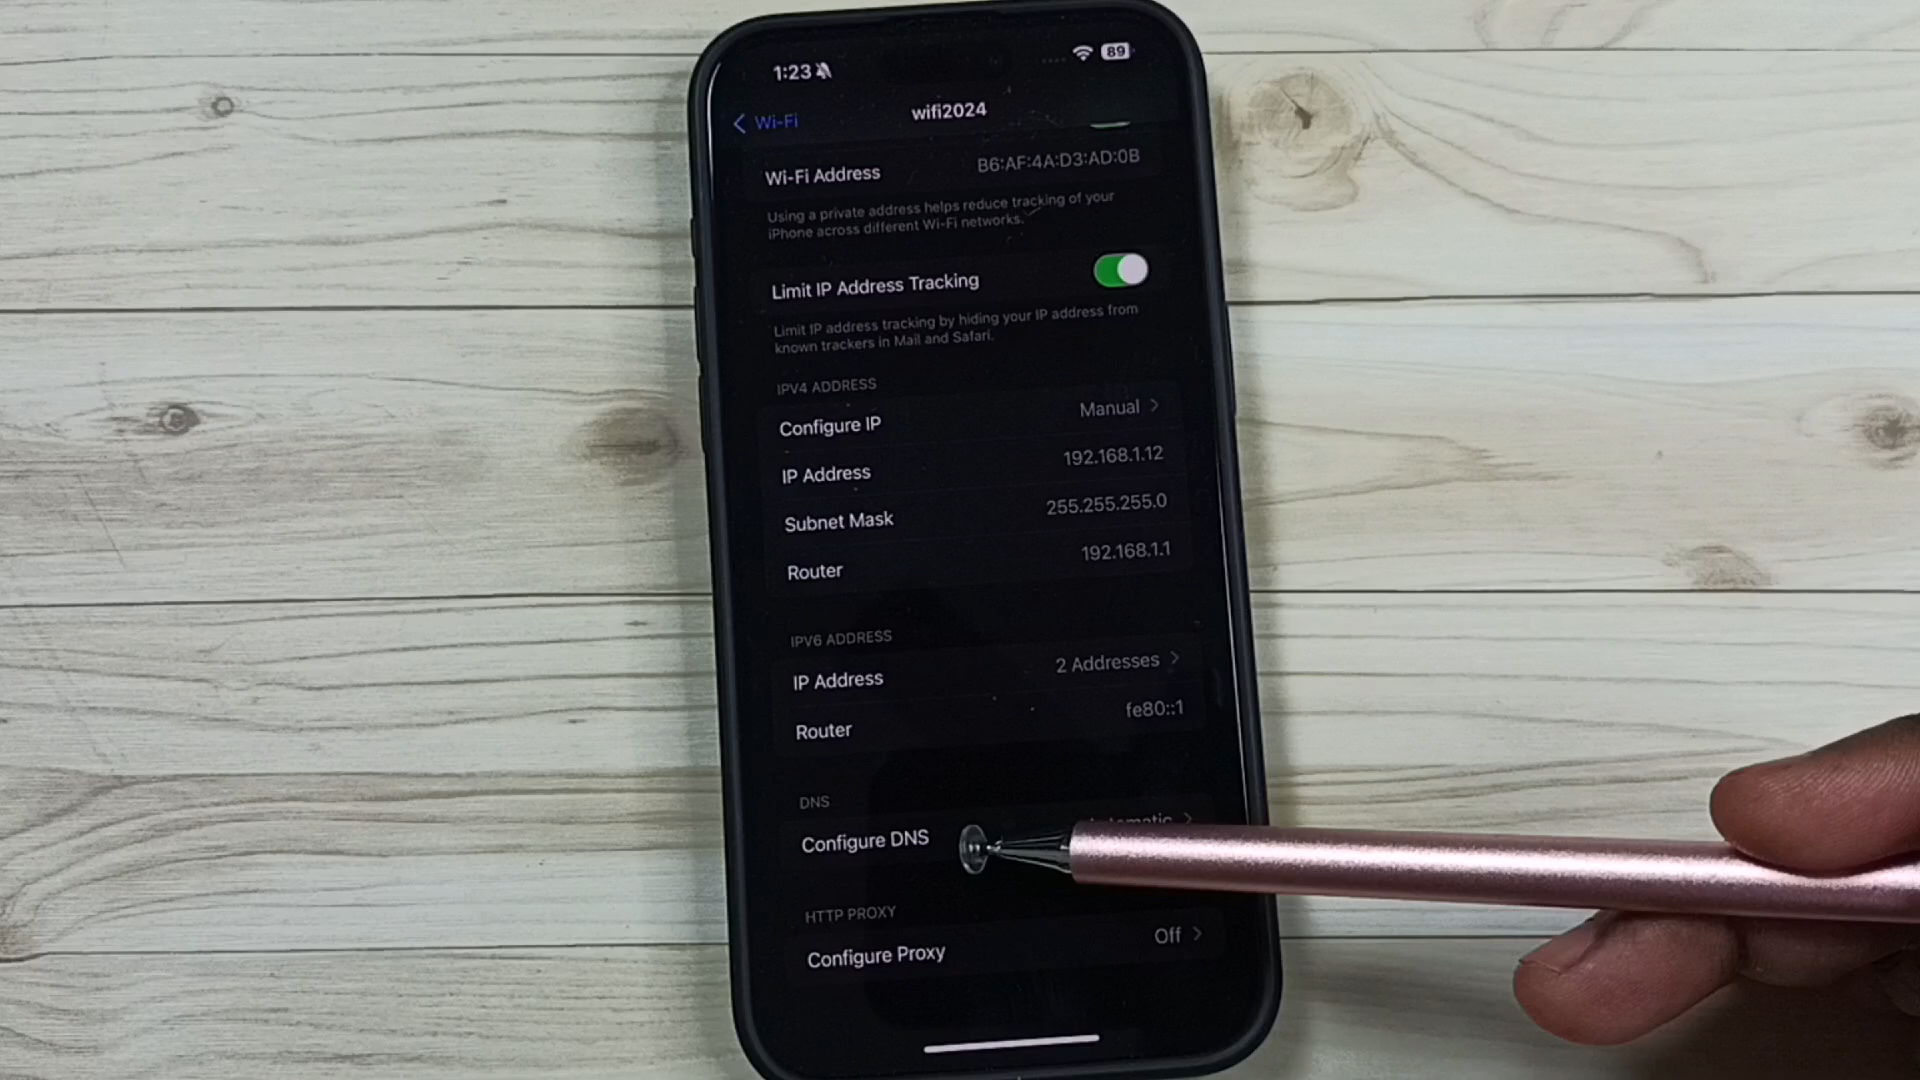 1:23
89
Wi-Fi
wifi2024
Wi-Fi Address B6:AF:4A:D3:AD:0B
Using a private address helps reduce tracking of your
iPhone across different Wi-Fi networks.
Limit IP Address Tracking
Limit IP address tracking by hiding your IP address from
known trackers in Mail and Safari.
IPV4 ADDRESS
Configure IP Manual
IP Address 192.168.1.12
Subnet Mask 255.255.255.0
Router 192.168.1.1
IPV6 ADDRESS
IP Address 2 Addresses
Router fe80::1
DNS
Configure DNS
HTTP PROXY
Configure Proxy Off